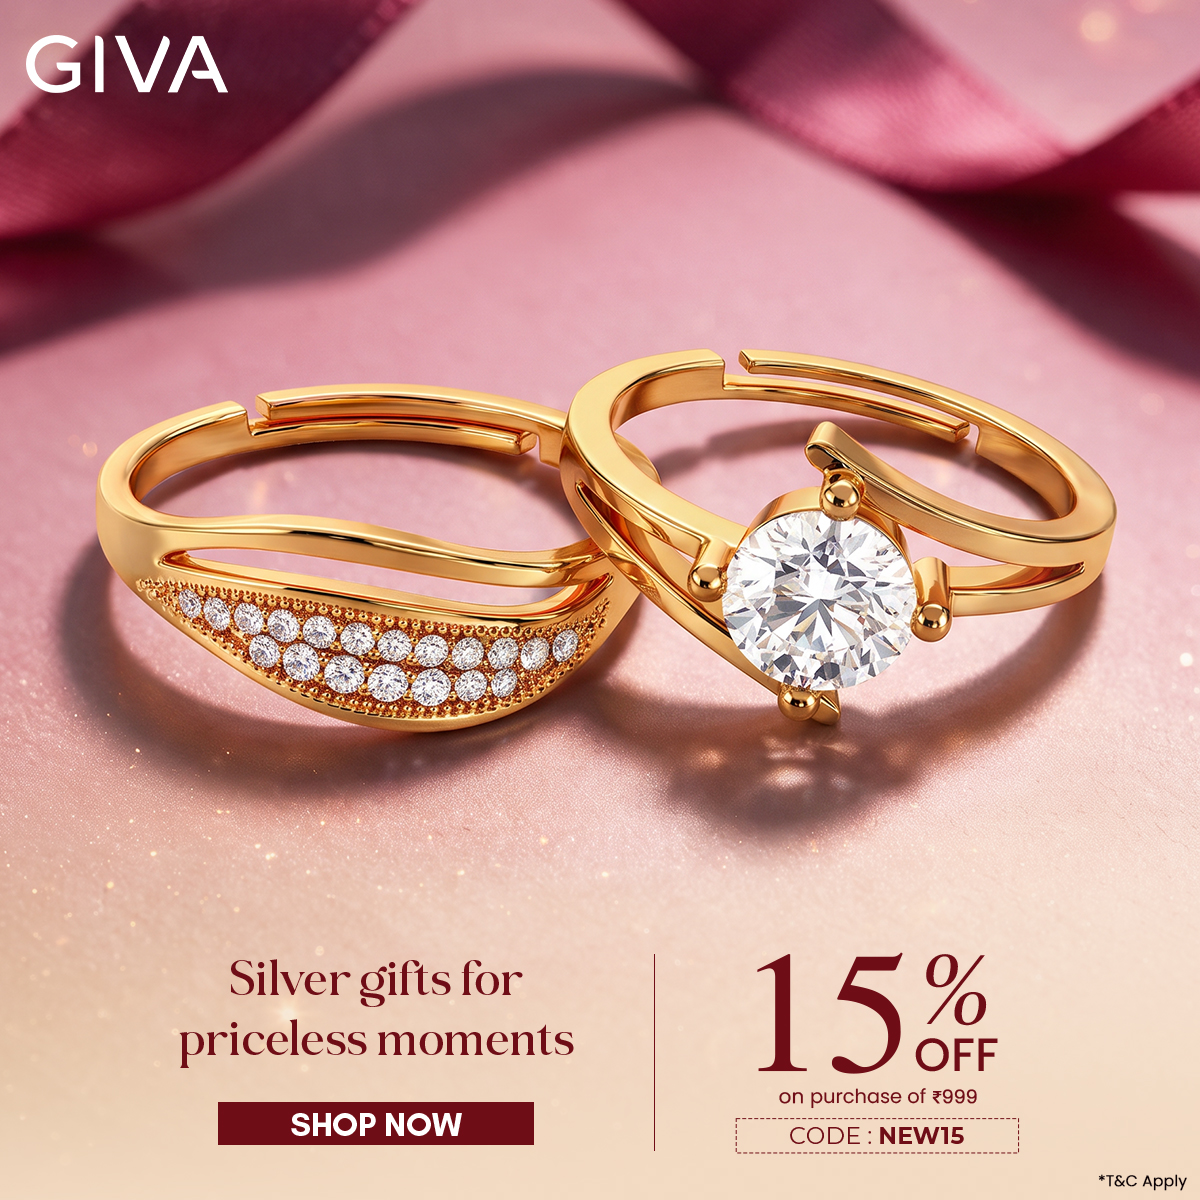 GIVA
Silver gifts for
priceless moments
SHOP NOW
15%
OFF
on purchase of ₹999
CODE : NEW15
*T&C Apply